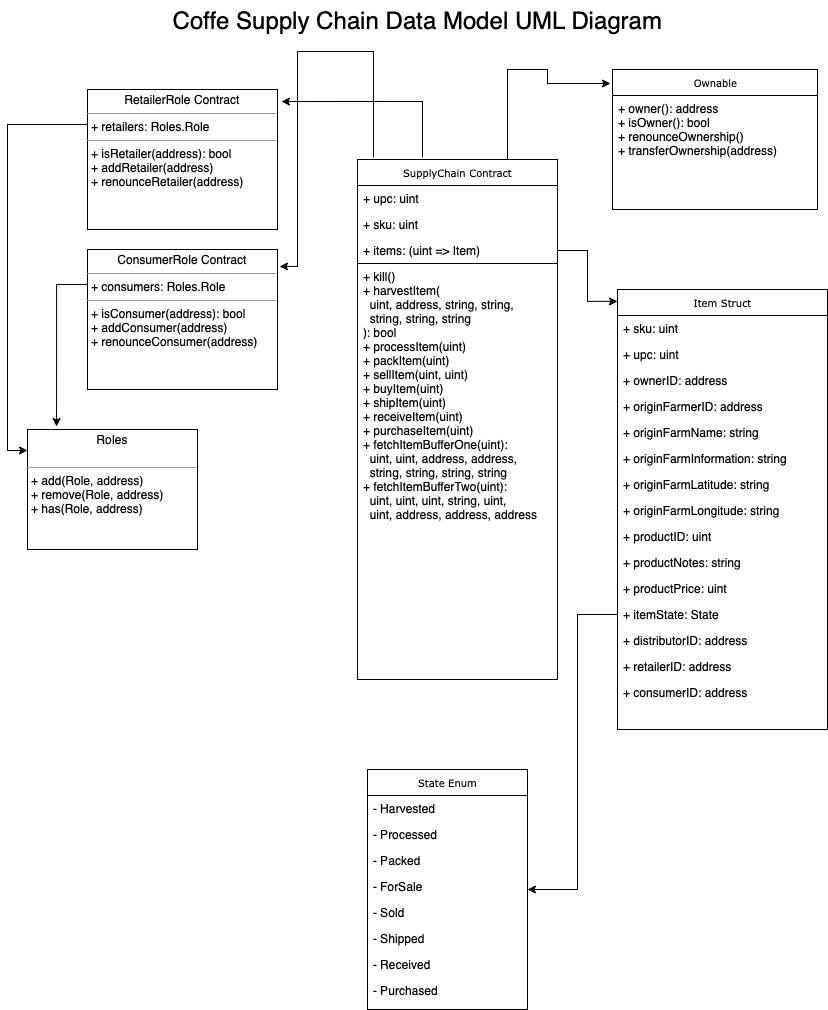 Coffe Supply Chain Data Model UML Diagram
RetailerRole Contract
+ retailers: Roles.Role
+ isRetailer(address): bool
+ addRetailer(address)
+ renounceRetailer(address)
ConsumerRole Contract
+ consumers: Roles.Role
+ isConsumer(address): bool
+ addConsumer(address)
+ renounceConsumer(address)
Roles
+ add(Role, address)
+ remove(Role, address)
+ has(Role, address)
SupplyChain Contract
+ upc: uint
+ sku: uint
+ items: (uint => Item)
+ kill()
+ harvestItem(
uint, address, string, string,
string, string, string
): bool
+ processItem(uint)
+ packItem(uint)
+ sellItem(uint, uint)
+ buyItem(uint)
+ shipItem(uint)
+ receiveItem(uint)
+ purchaseItem(uint)
+ fetchItemBufferOne(uint):
uint, uint, address, address,
string, string, string, string
+ fetchItemBufferTwo(uint):
uint, uint, uint, string, uint,
uint, address, address, address
Ownable
+ owner(): address
+ isOwner(): bool
+ renounceOwnership()
+ transferOwnership(address)
Item Struct
+ sku: uint
+ upc: uint
+ ownerID: address
+ originFarmerID: address
+ originFarmName: string
+ originFarmInformation: string
+ originFarmLatitude: string
+ originFarmLongitude: string
+ productID: uint
+ productNotes: string
+ productPrice: uint
+ itemState: State
+ distributorID: address
+ retailerID: address
+ consumerID: address
State Enum
- Harvested
- Processed
- Packed
- ForSale
- Sold
- Shipped
- Received
- Purchased